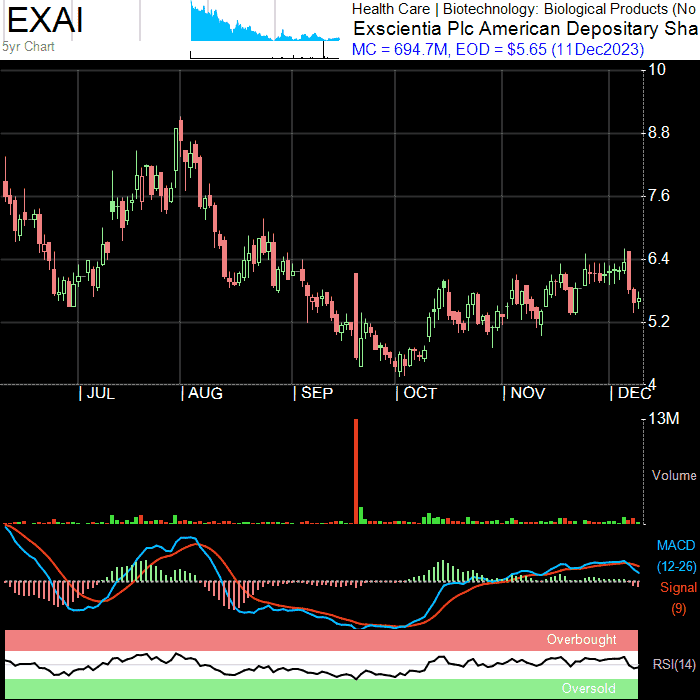 EXAI
5yr Chart
Health Care | Biotechnology: Biological Products (No
Exscientia Plc American Depositary Sha
MC = 694.7M, EOD = $5.65 (11Dec2023)
10
8.8
7.6
6.4
5.2
4
JUL AUG SEP OCT NOV DEC
13M
Volume
MACD
(12-26)
Signal
(9)
Overbought
RSI(14)
Oversold